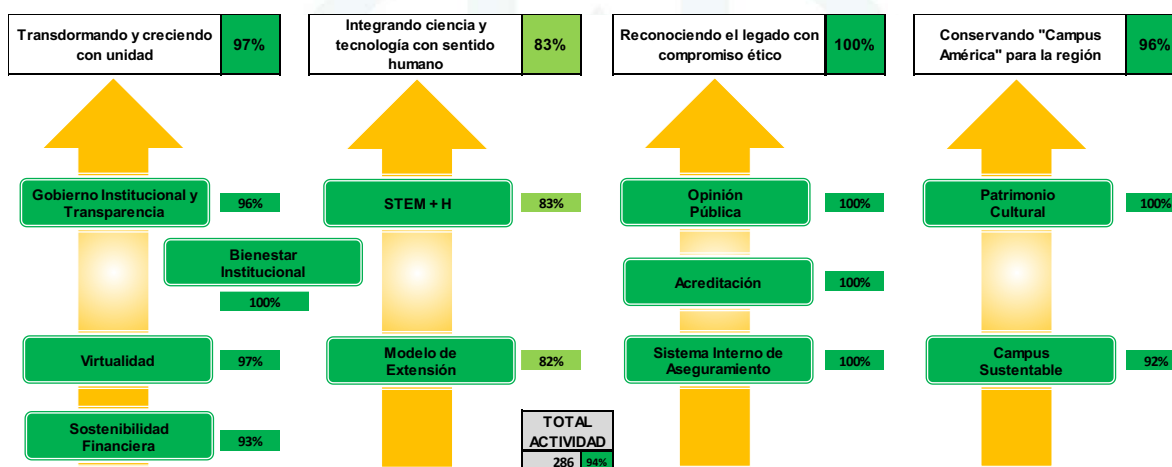 Transdormando y creciendo
con unidad
97%
Integrando ciencia y
tecnología con sentido
humano
83%
Reconociendo el legado con
compromiso ético
100%
Conservando "Campus
América" para la región
96%
Gobierno Institucional y
Transparencia
96%
Bienestar
Institucional
100%
Virtualidad
97%
Sostenibilidad
Financiera
93%
STEM + H
83%
Modelo de
Extensión
82%
TOTAL
ACTIVIDAD
286 94%
Opinión
Pública
100%
Acreditación
100%
Sistema Interno de
Aseguramiento
100%
Patrimonio
Cultural
100%
Campus
Sustentable
92%